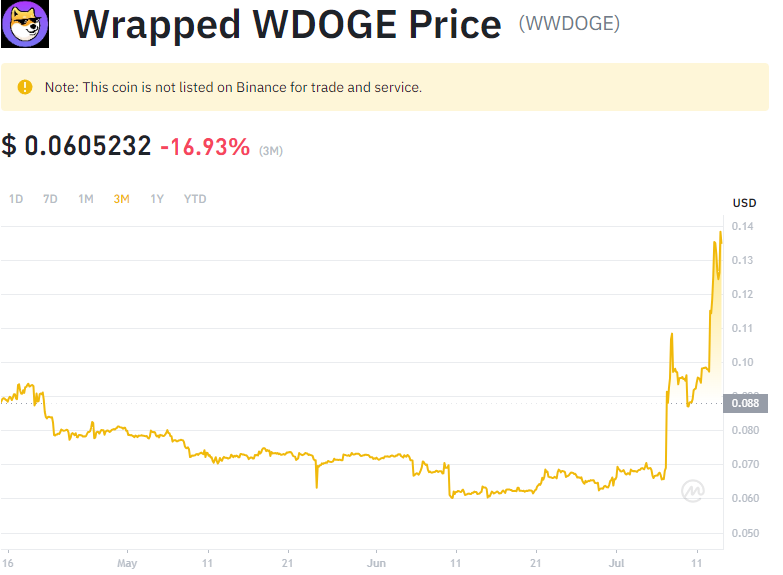 Wrapped WDOGE Price (WWDOGE)
Note: This coin is not listed on Binance for trade and service.
$ 0.0605232 -16.93% (3M)
1D 7D 1M 3M 1Y YTD
USD
0.14
0.13
0.12
0.11
0.10
0.088
0.080
0.070
0.060
0.050
16 May 11 21 Jun 11 21 Jul 11